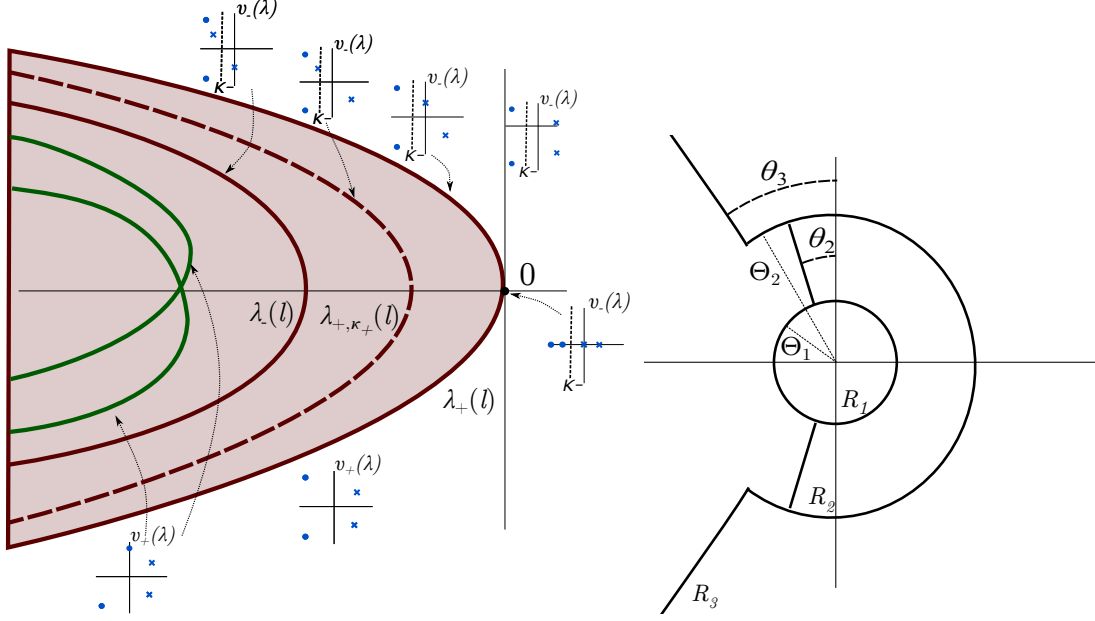 υ₋(λ)
κ−
υ₋(λ)
κ−
υ₋(λ)
κ−
υ₋(λ)
κ−
0
υ₋(λ)
κ−
λ₋(l)
λ₊,κ₊(l)
λ₊(l)
υ₊(λ)
υ₊(λ)
θ₃
θ₂
Θ₂
Θ₁
R₁
R₂
R₃